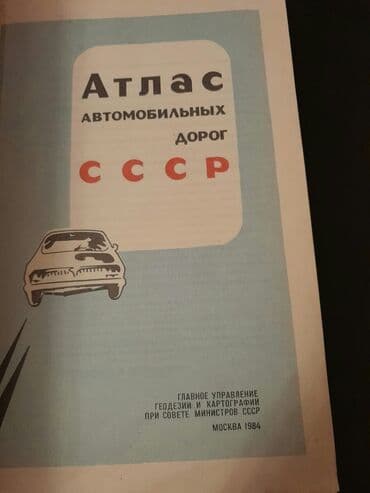 Атлас
АВТОМОБИЛЬНЫХ
ДОРОГ
СССР
ГЛАВНОЕ УПРАВЛЕНИЕ
ГЕОДЕЗИИ И КАРТОГРАФИИ
ПРИ СОВЕТЕ МИНИСТРОВ СССР
МОСКВА 1984